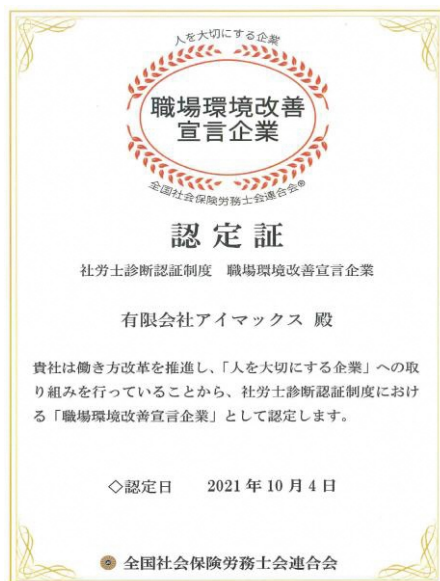 人を大切にする企業
職場環境改善
宣言企業
全国社会保険労務士会連合会®
認定証
社労士診断認証制度 職場環境改善宣言企業
有限会社アイマックス 殿
貴社は働き方改革を推進し、「人を大切にする企業」への取
り組みを行っていることから、社労士診断認証制度におけ
る「職場環境改善宣言企業」として認定します。
◇認定日 2021年10月4日
全国社会保険労務士会連合会